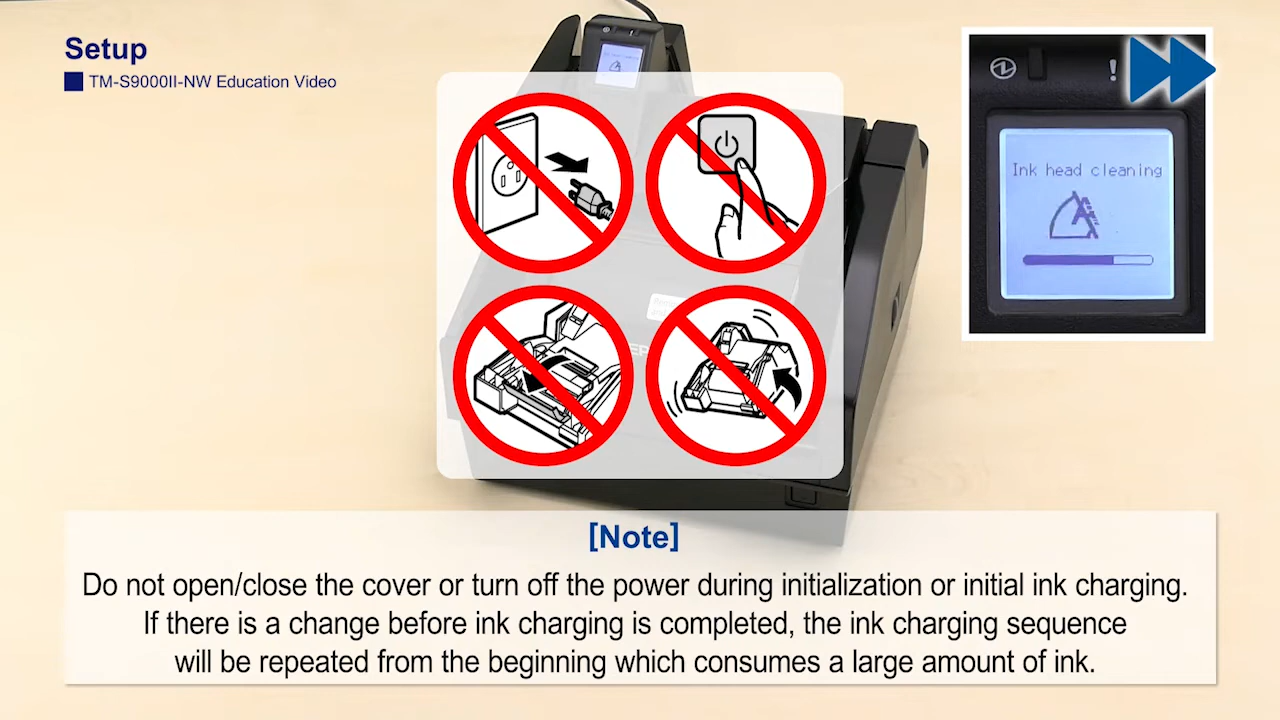 Setup
TM-S9000II-NW Education Video
Ink head cleaning
[Note]
Do not open/close the cover or turn off the power during initialization or initial ink charging.
If there is a change before ink charging is completed, the ink charging sequence
will be repeated from the beginning which consumes a large amount of ink.